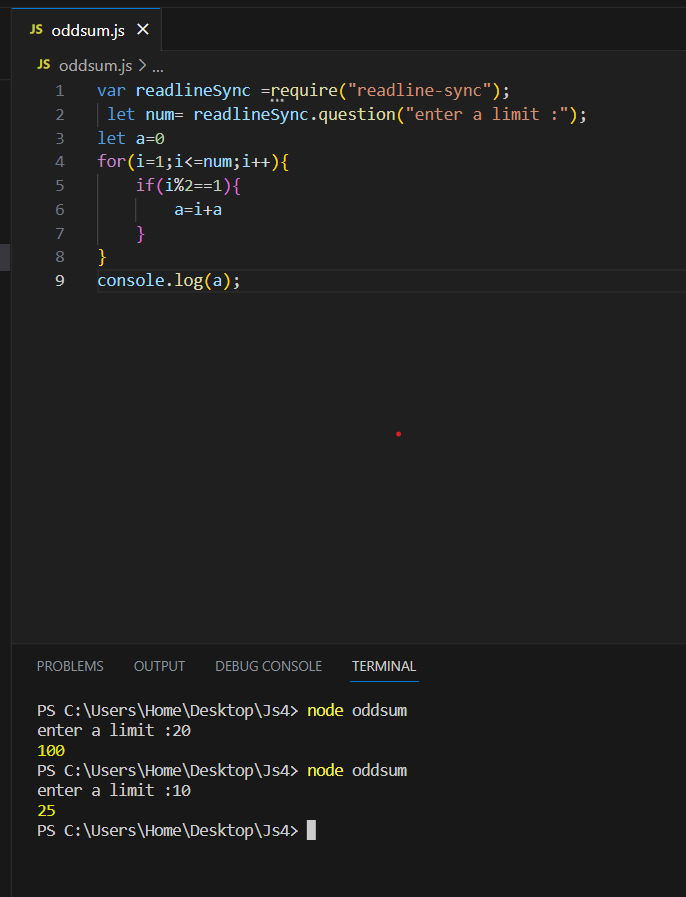 JS oddsum.js ×
JS oddsum.js > ...
1 var readlineSync =require("readline-sync");
2 let num= readlineSync.question("enter a limit :");
3 let a=0
4 for(i=1;i<=num;i++){
5 if(i%2==1){
6 a=i+a
7 }
8 }
9 console.log(a);
PROBLEMS OUTPUT DEBUG CONSOLE TERMINAL
PS C:\Users\Home\Desktop\Js4> node oddsum
enter a limit :20
100
PS C:\Users\Home\Desktop\Js4> node oddsum
enter a limit :10
25
PS C:\Users\Home\Desktop\Js4>